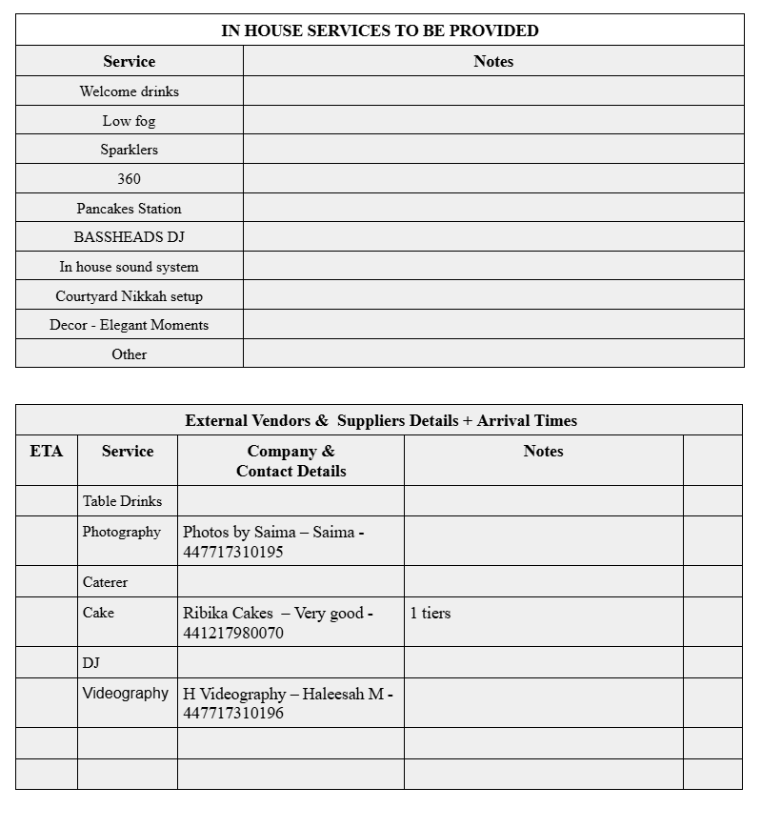 IN HOUSE SERVICES TO BE PROVIDED
Service Notes
Welcome drinks
Low fog
Sparklers
360
Pancakes Station
BASSHEADS DJ
In house sound system
Courtyard Nikkah setup
Decor - Elegant Moments
Other
External Vendors & Suppliers Details + Arrival Times
ETA Service Company & Notes
Contact Details
Table Drinks
Photography Photos by Saima – Saima -
447717310195
Caterer
Cake Ribika Cakes – Very good - 1 tiers
441217980070
DJ
Videography H Videography – Haleesah M -
447717310196